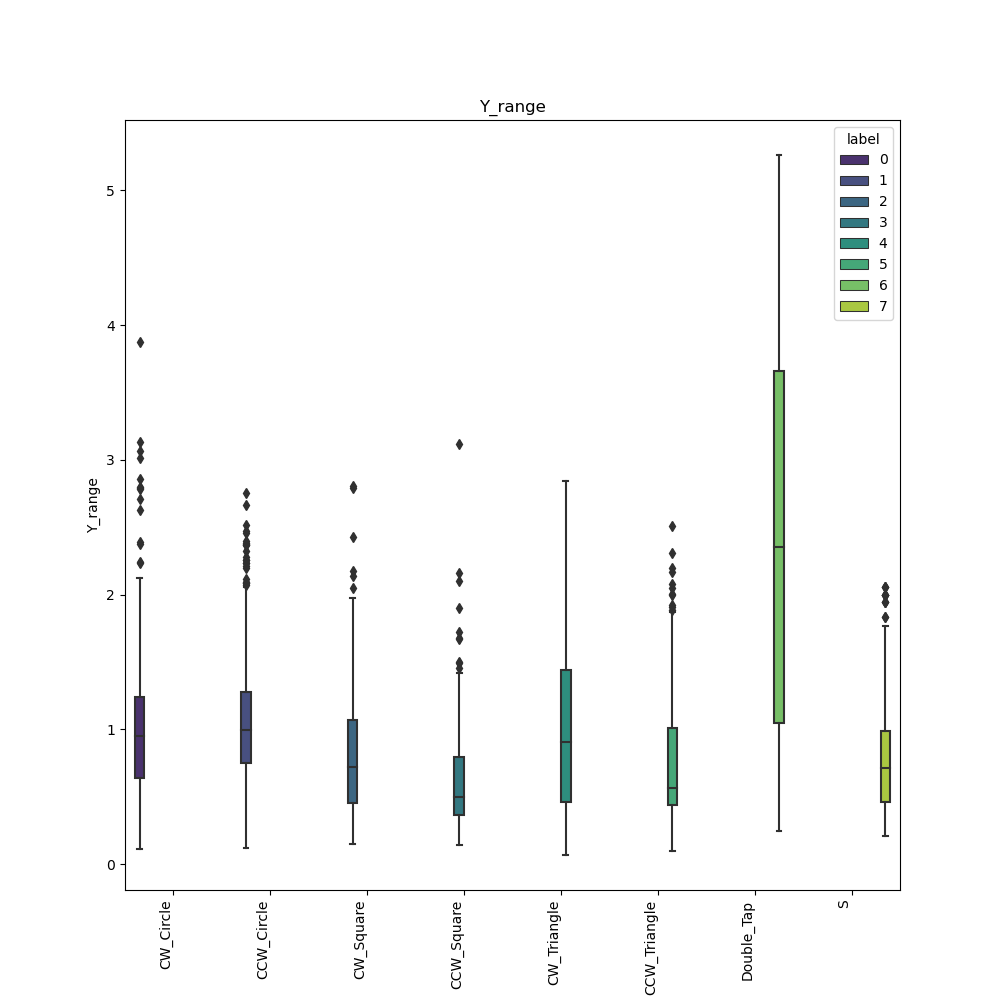 Y_range
label
0
1
2
3
4
5
6
7
Y_range
5
4
3
2
1
0
CW_Circle
CCW_Circle
CW_Square
CCW_Square
CW_Triangle
CCW_Triangle
Double_Tap
S